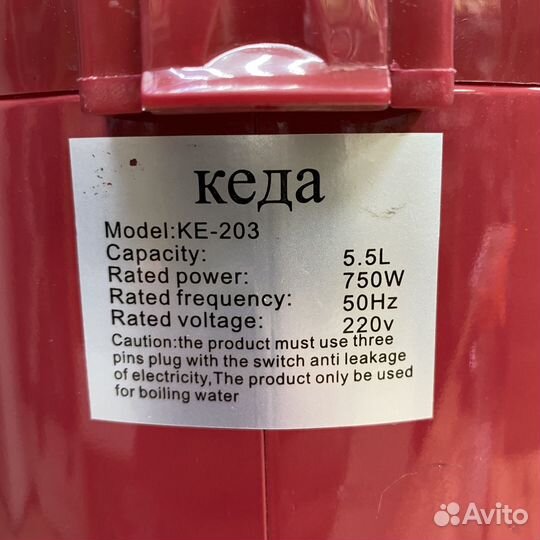 кеда
Model:KE-203
Capacity: 5.5L
Rated power: 750W
Rated frequency: 50Hz
Rated voltage: 220v
Caution:the product must use three
pins plug with the switch anti leakage
of electricity,The product only be used
for boiling water
Avito